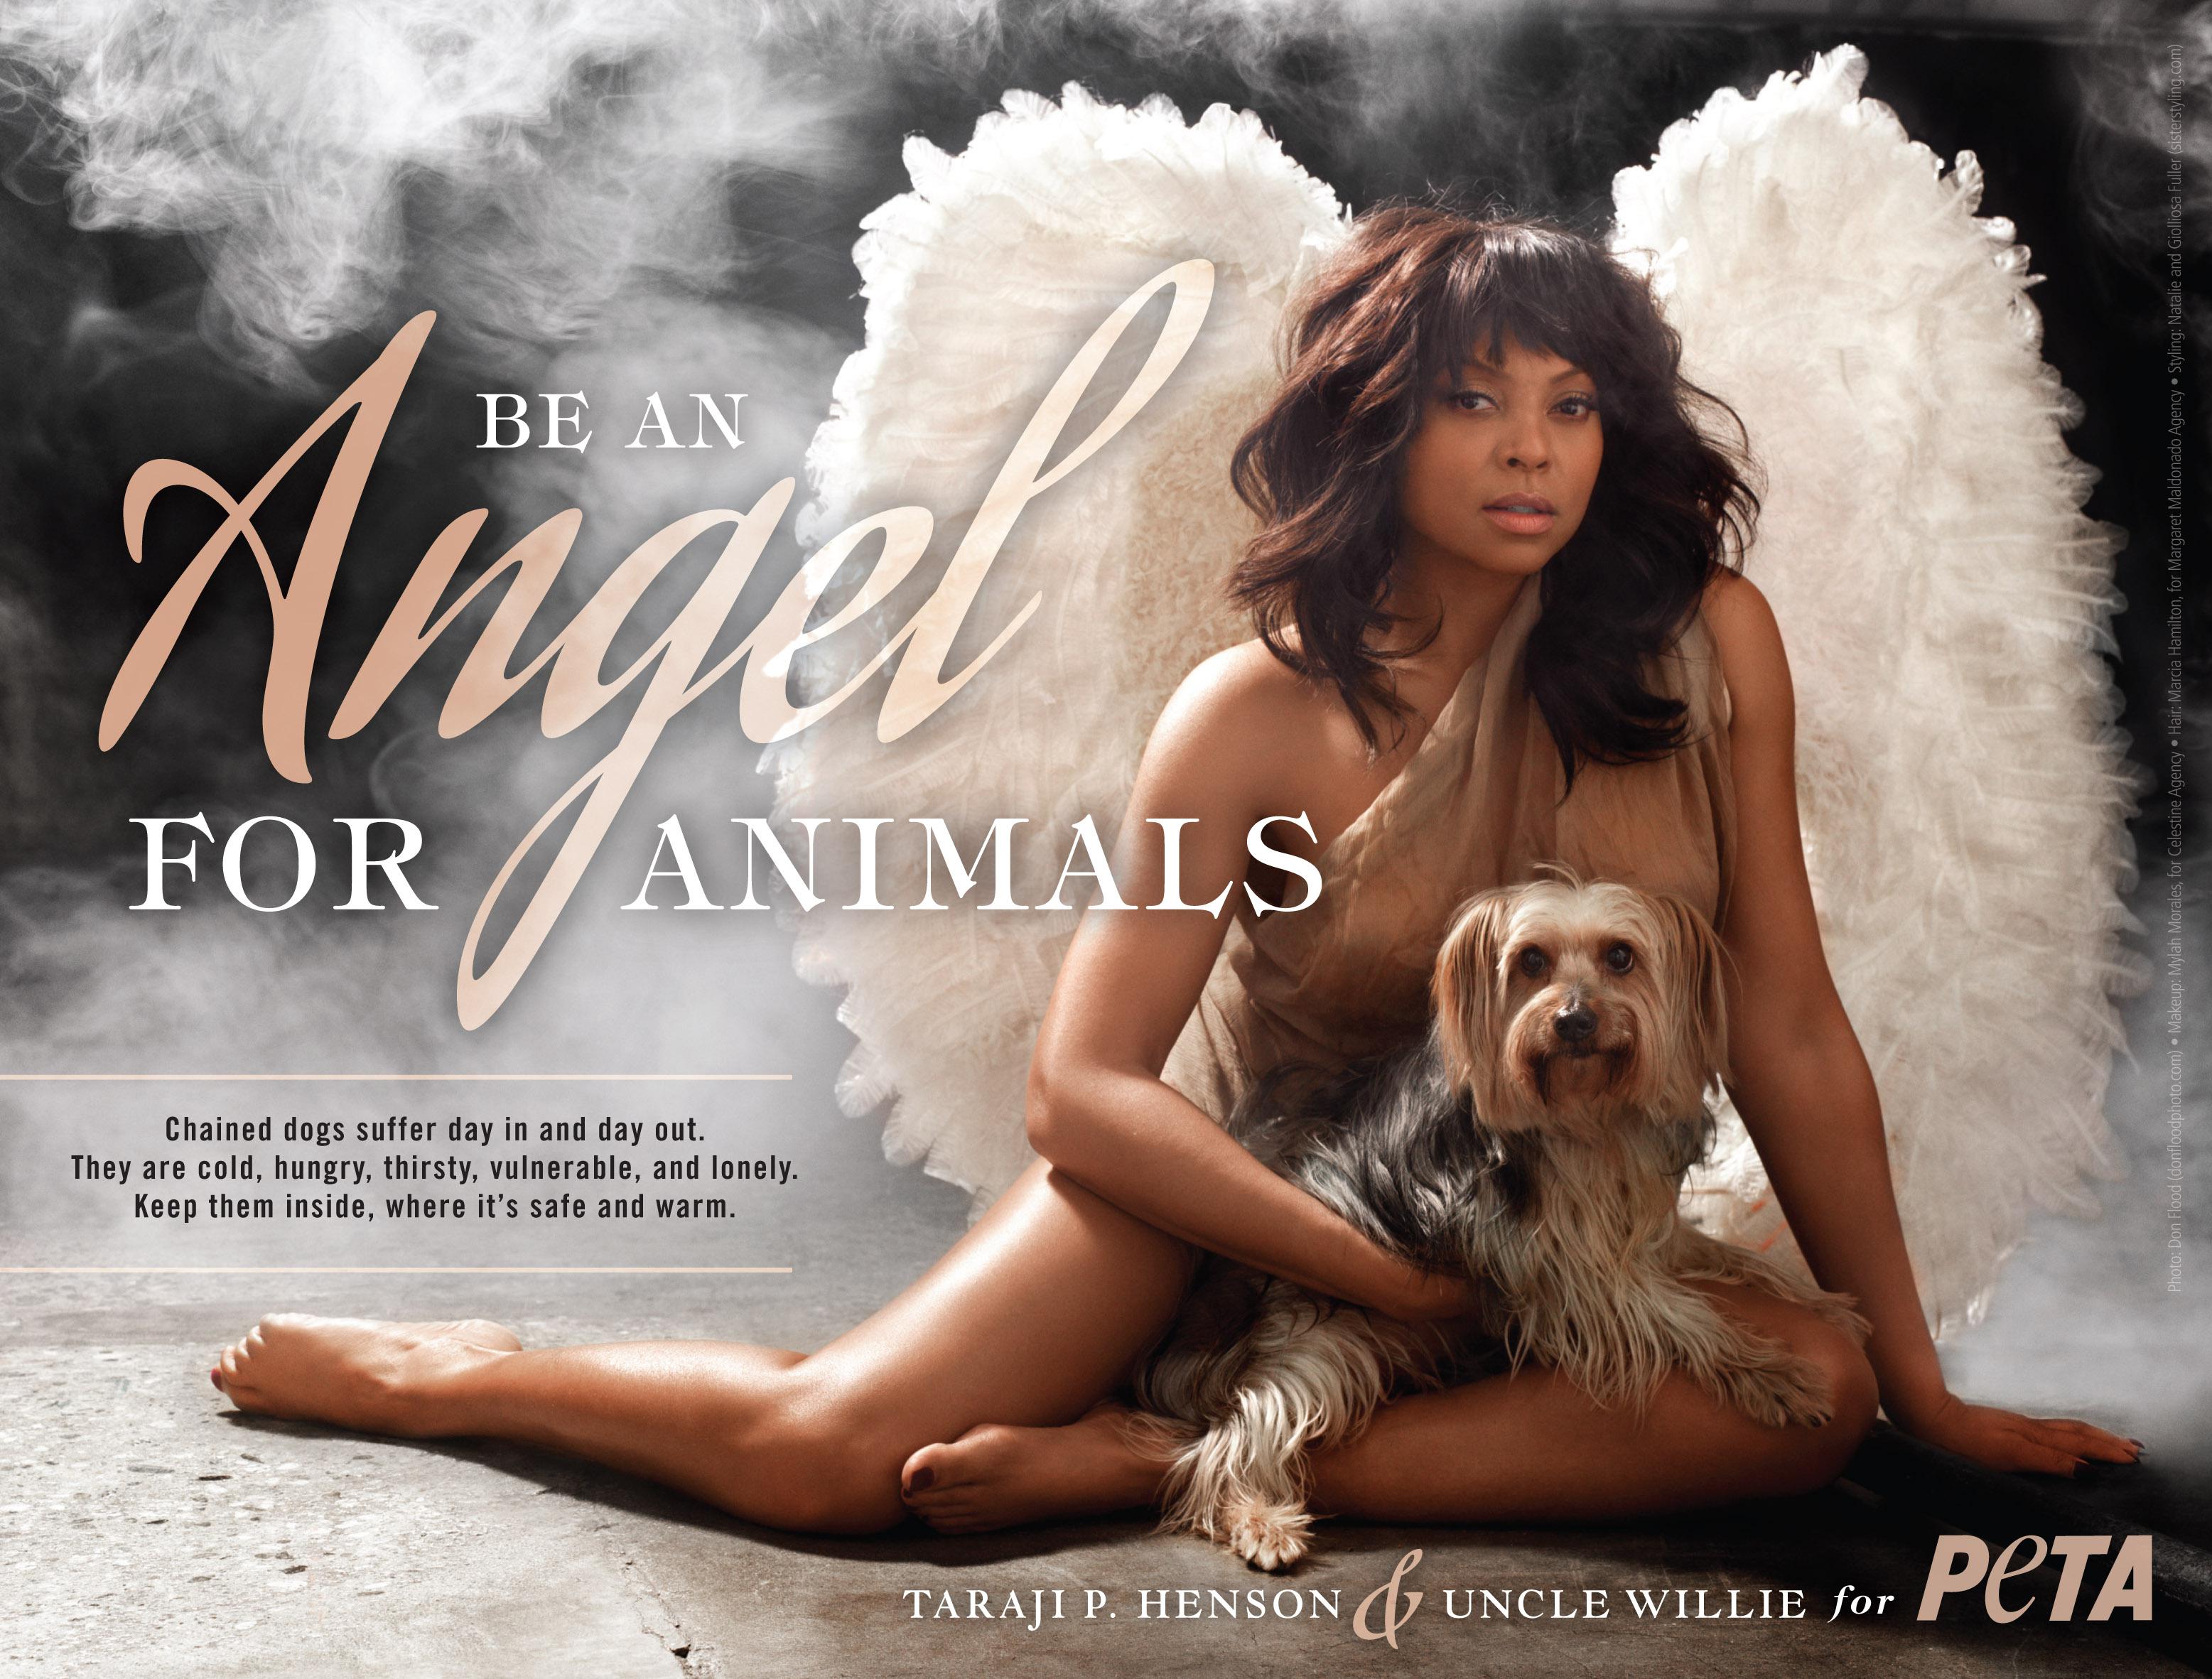 BE AN
Angel
FOR ANIMALS
Chained dogs suffer day in and day out.
They are cold, hungry, thirsty, vulnerable, and lonely.
Keep them inside, where it’s safe and warm.
TARAJI P. HENSON & UNCLE WILLIE for PETA
Photo: Don Flood (donfloodphoto.com) • Makeup: Mylah Morales, for Celestine Agency • Hair: Marcia Hamilton, for Margaret Maldonado Agency • Styling: Natalie and Giolliosa Fuller (sisterstyling.com)